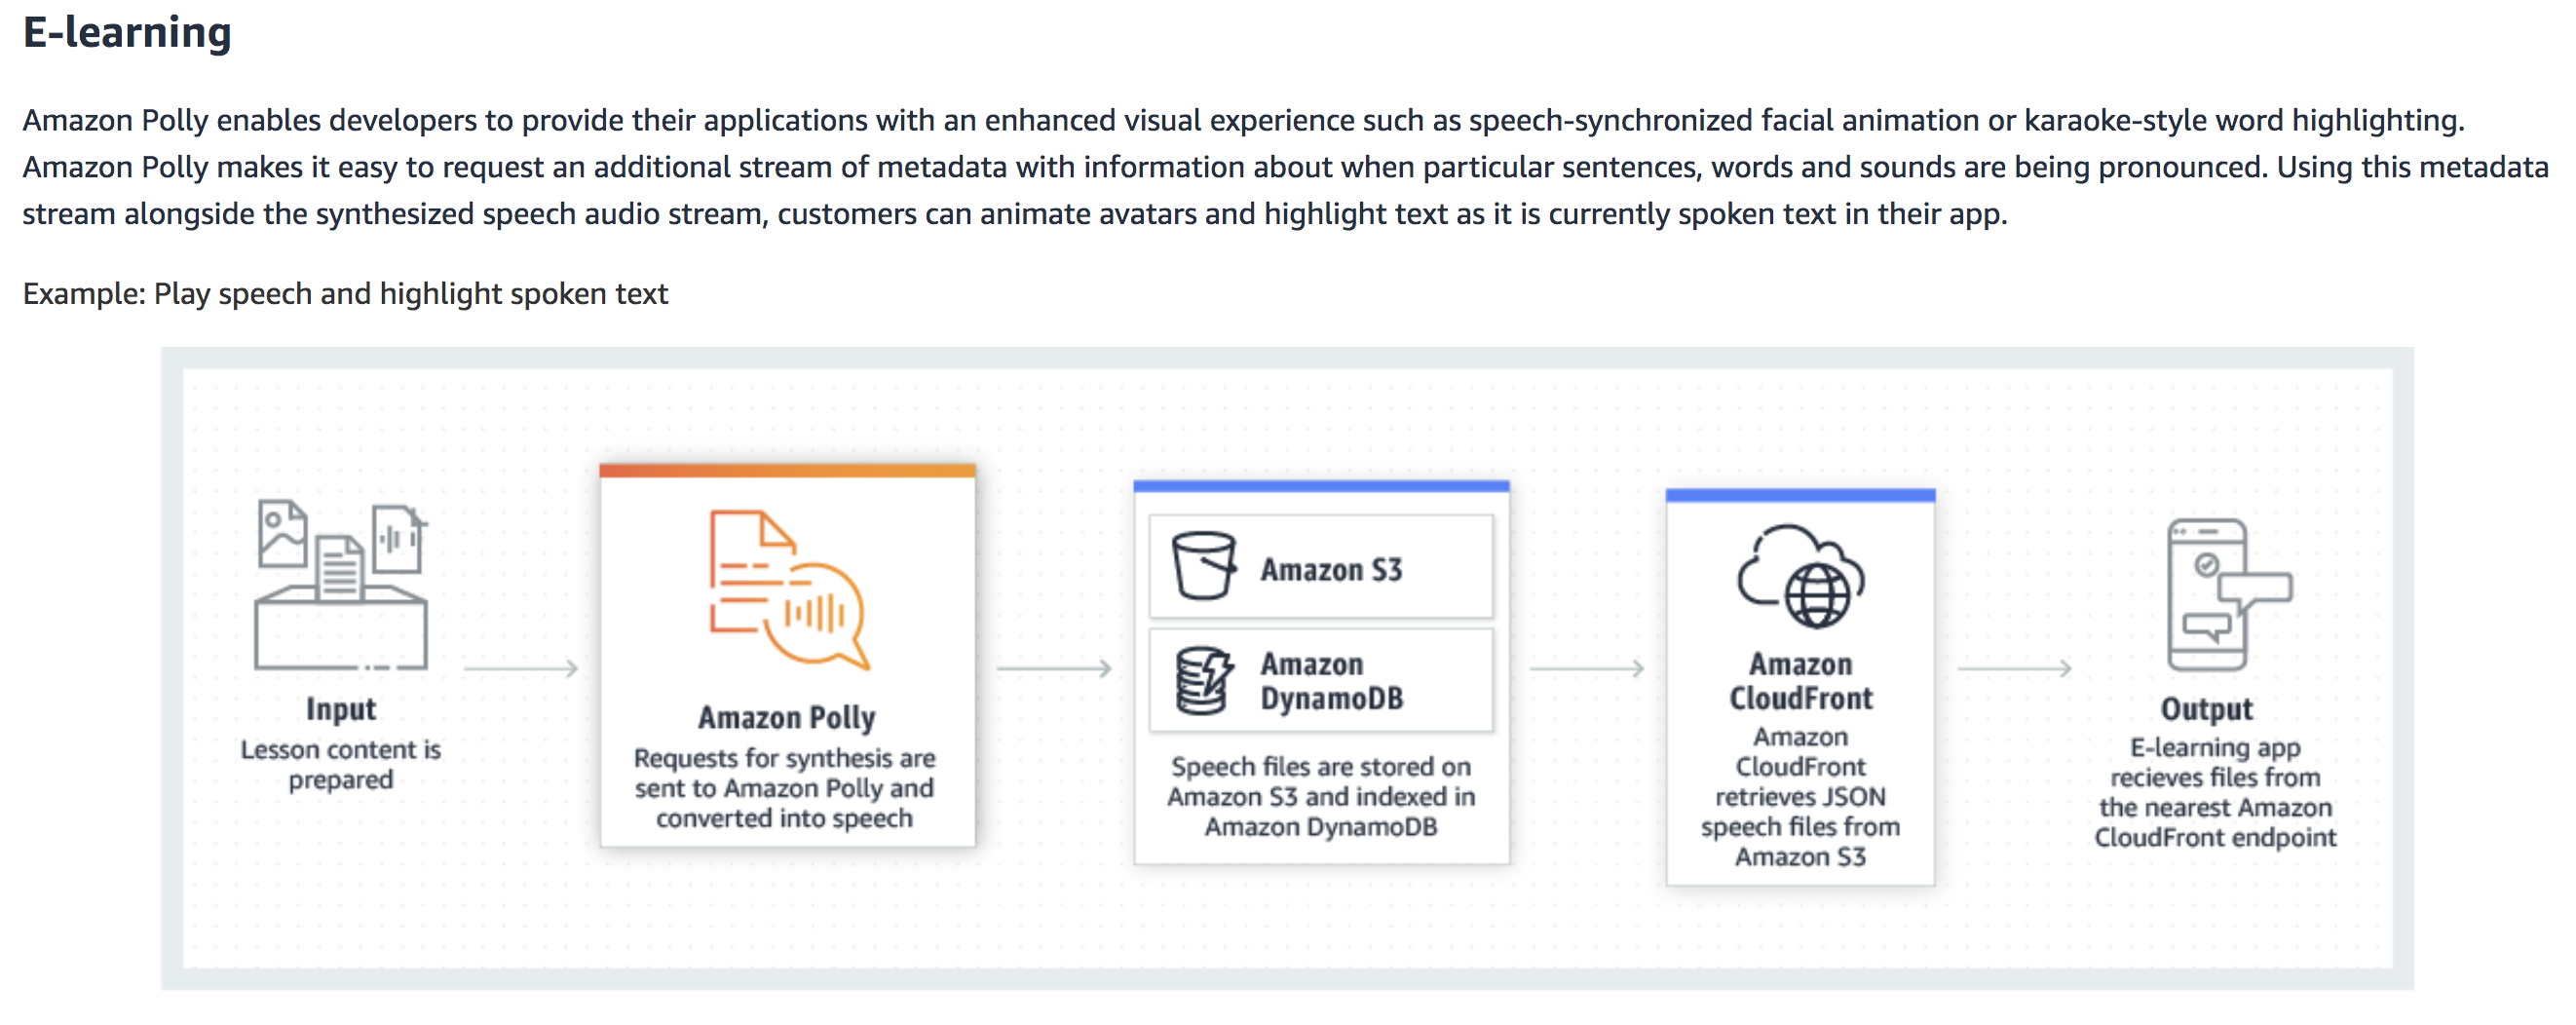 E-learning
Amazon Polly enables developers to provide their applications with an enhanced visual experience such as speech-synchronized facial animation or karaoke-style word highlighting.
Amazon Polly makes it easy to request an additional stream of metadata with information about when particular sentences, words and sounds are being pronounced. Using this metadata
stream alongside the synthesized speech audio stream, customers can animate avatars and highlight text as it is currently spoken text in their app.
Example: Play speech and highlight spoken text
Input
Lesson content is
prepared
Amazon Polly
Requests for synthesis are
sent to Amazon Polly and
converted into speech
Amazon S3
Amazon
DynamoDB
Speech files are stored on
Amazon S3 and indexed in
Amazon DynamoDB
Amazon
CloudFront
Amazon
CloudFront
retrieves JSON
speech files from
Amazon S3
Output
E-learning app
recieves files from
the nearest Amazon
CloudFront endpoint